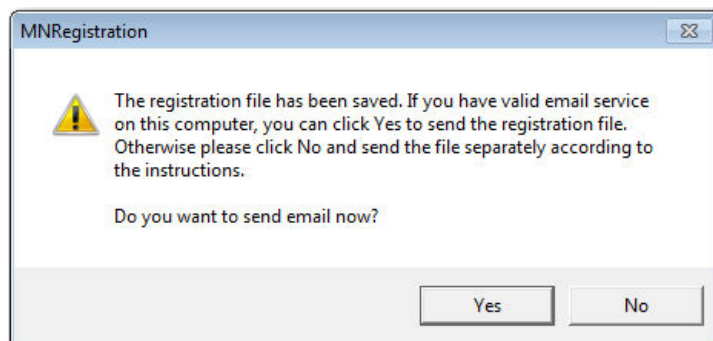 MNRegistration
The registration file has been saved. If you have valid email service
on this computer, you can click Yes to send the registration file.
Otherwise please click No and send the file separately according to
the instructions.
Do you want to send email now?
Yes
No